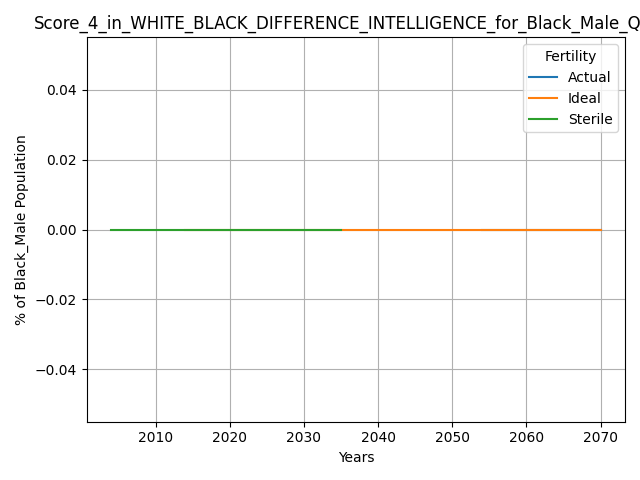 Score_4_in_WHITE_BLACK_DIFFERENCE_INTELLIGENCE_for_Black_Male_Q
Fertility
Actual
Ideal
Sterile
% of Black_Male Population
0.04
0.02
0.00
−0.02
−0.04
2010 2020 2030 2040 2050 2060 2070
Years